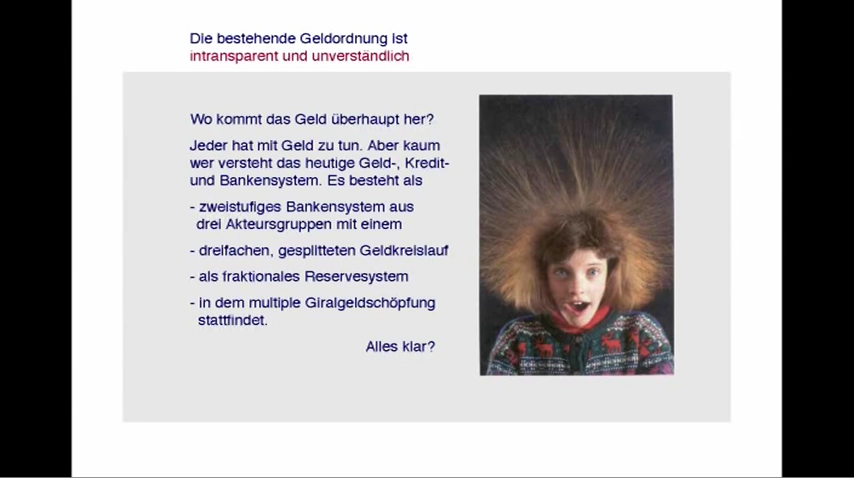 Die bestehende Geldordnung ist
intransparent und unverständlich
Wo kommt das Geld überhaupt her?
Jeder hat mit Geld zu tun. Aber kaum
wer versteht das heutige Geld-, Kredit-
und Bankensystem. Es besteht als
- zweistufiges Bankensystem aus
drei Akteursgruppen mit einem
- dreifachen, gesplitteten Geldkreislauf
- als fraktionales Reservesystem
- in dem multiple Giralgeldschöpfung
stattfindet.
Alles klar?